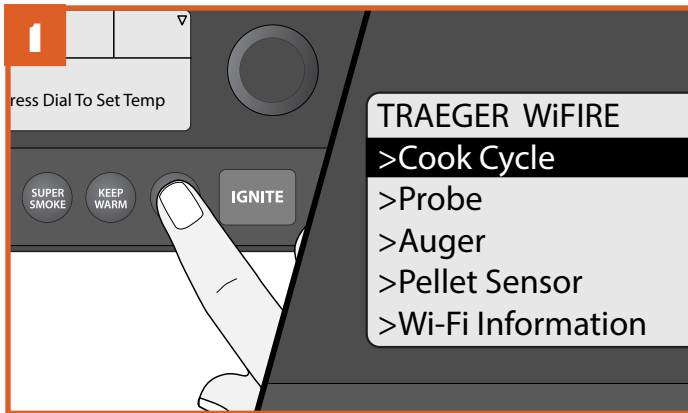 1
ress Dial To Set Temp
SUPER
SMOKE
KEEP
WARM
IGNITE
TRAEGER WiFIRE
>Cook Cycle
>Probe
>Auger
>Pellet Sensor
>Wi-Fi Information